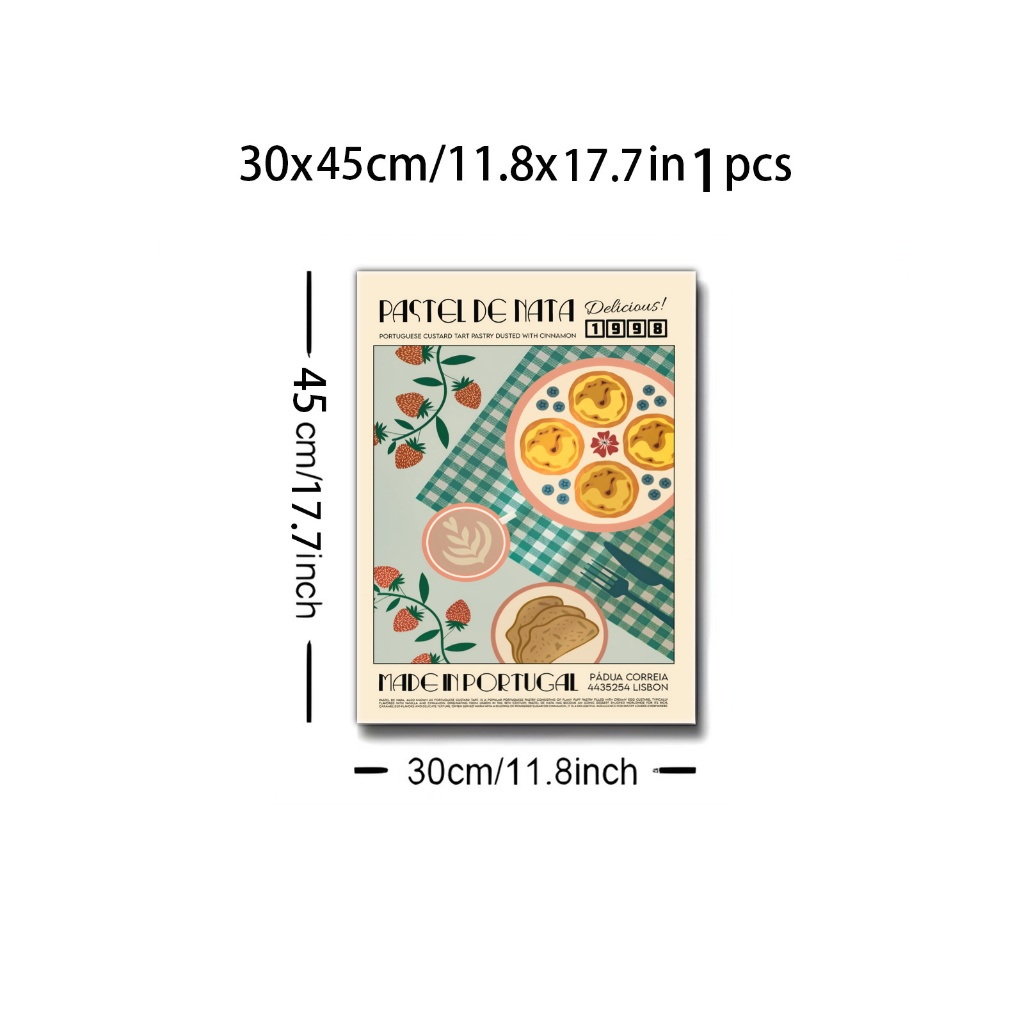 30x45cm/11.8x17.7in 1 pcs
PASTEL DE NATA
Delicious!
1998
PORTUGUESE CUSTARD TART PASTRY DUSTED WITH CINNAMON
45 cm/17.7inch
MADE IN PORTUGAL
PÁDUA CORREIA
4435254 LISBON
30cm/11.8inch